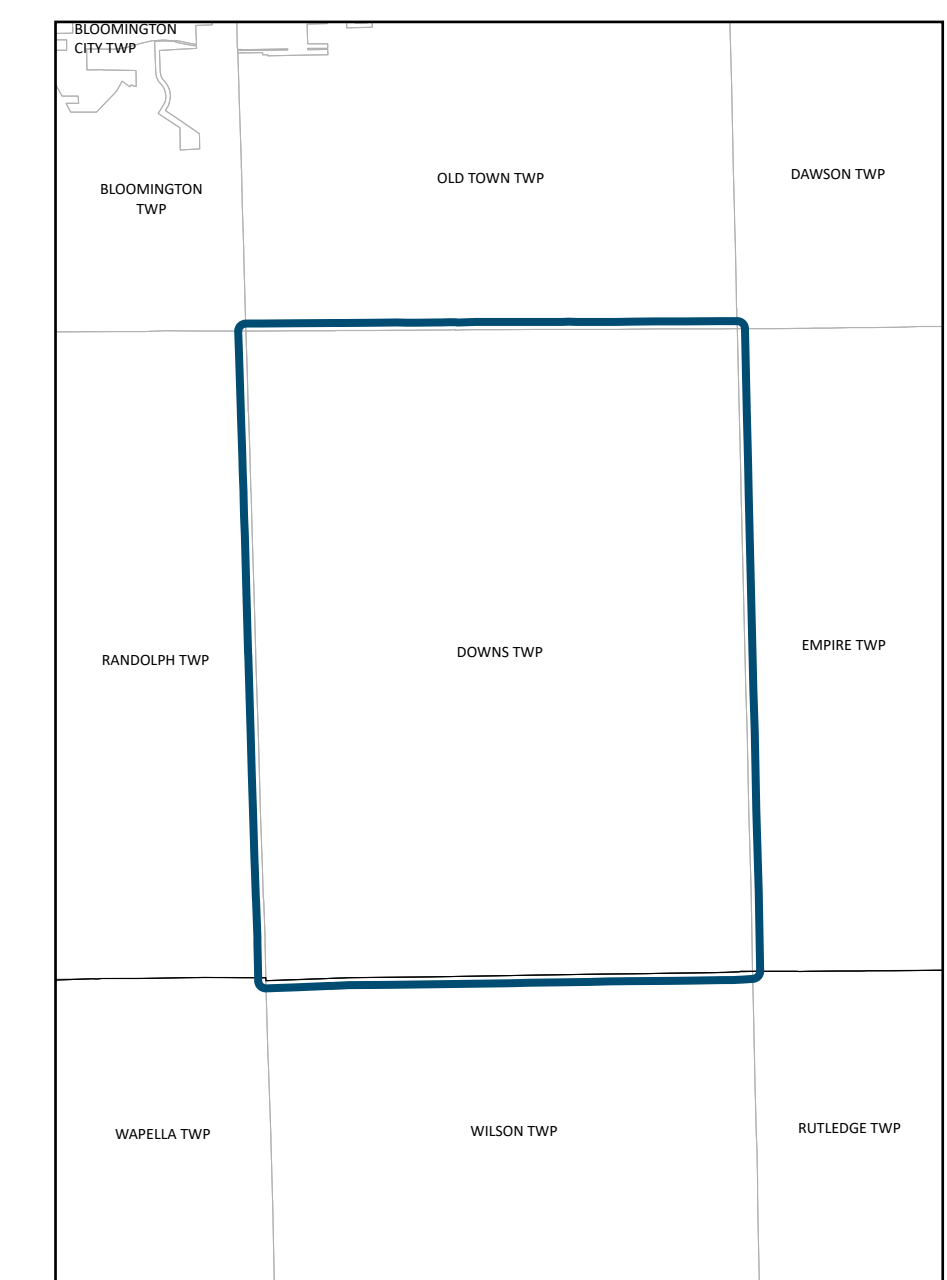 BLOOMINGTON
CITY TWP
BLOOMINGTON
TWP
OLD TOWN TWP
DAWSON TWP
RANDOLPH TWP
DOWNS TWP
EMPIRE TWP
WAPELLA TWP
WILSON TWP
RUTLEDGE TWP